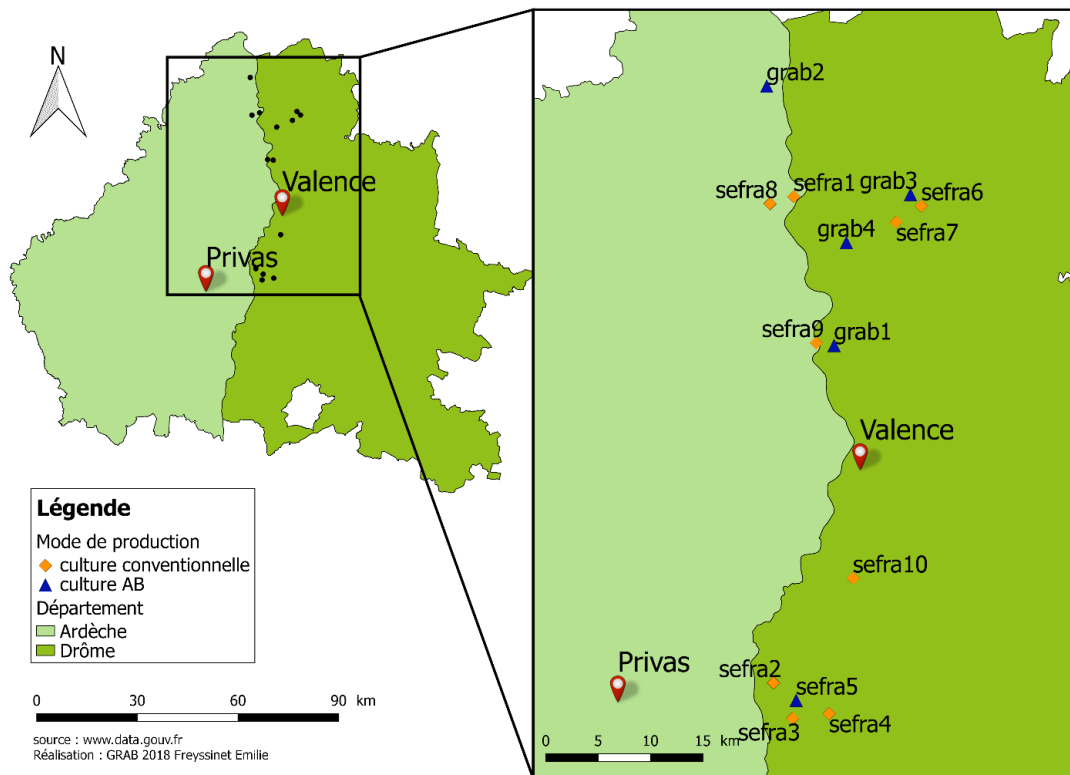 N
Valence
Privas
Légende
Mode de production
culture conventionnelle
culture AB
Département
Ardèche
Drôme
0 30 60 90 km
source : www.data.gouv.fr
Réalisation : GRAB 2018 Freyssinet Emilie
grab2
sefra8
sefra1
grab3
sefra6
sefra7
grab4
sefra9
grab1
Valence
sefra10
Privas
sefra2
sefra5
sefra3
sefra4
0 5 10 15 km